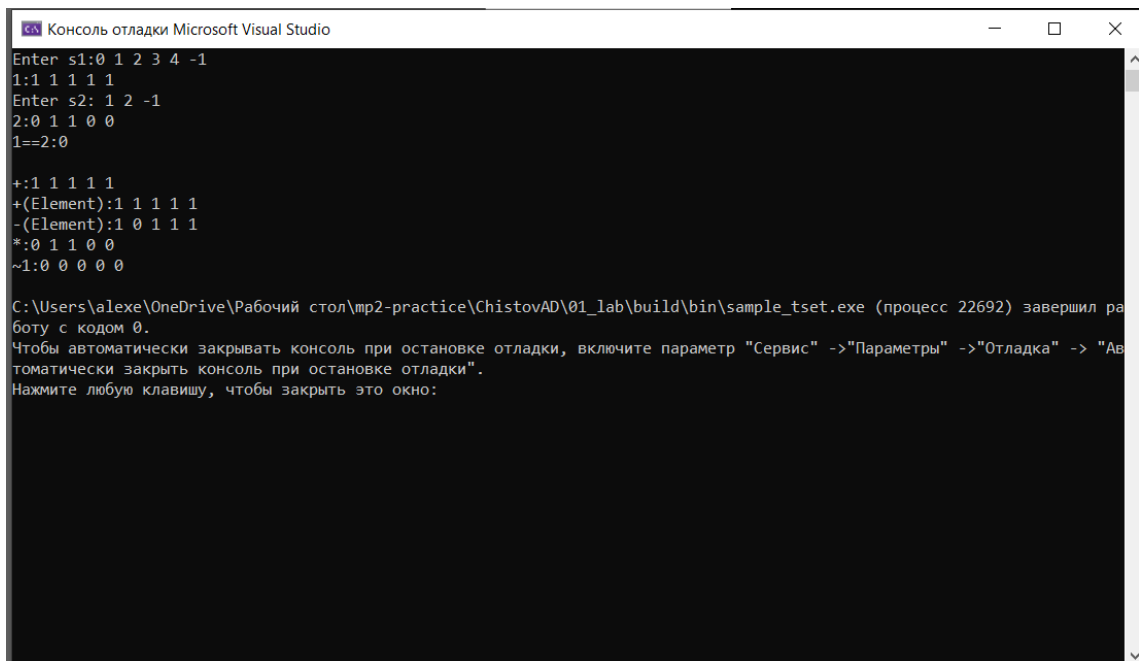 Консоль отладки Microsoft Visual Studio
Enter s1:0 1 2 3 4 -1
1:1 1 1 1 1
Enter s2: 1 2 -1
2:0 1 1 0 0
1==2:0
+:1 1 1 1 1
+(Element):1 1 1 1 1
-(Element):1 0 1 1 1
*:0 1 1 0 0
~1:0 0 0 0 0
C:\Users\alexe\OneDrive\Рабочий стол\mp2-practice\ChistovAD\01_lab\build\bin\sample_tset.exe (процесс 22692) завершил ра
боту с кодом 0.
Чтобы автоматически закрывать консоль при остановке отладки, включите параметр "Сервис" ->"Параметры" ->"Отладка" -> "Ав
томатически закрыть консоль при остановке отладки".
Нажмите любую клавишу, чтобы закрыть это окно: